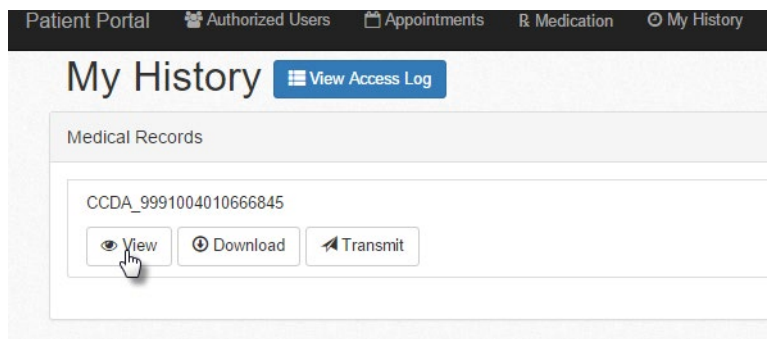 Patient Portal Authorized Users Appointments ℞ Medication My History
My History View Access Log
Medical Records
CCDA_9991004010666845
View Download Transmit